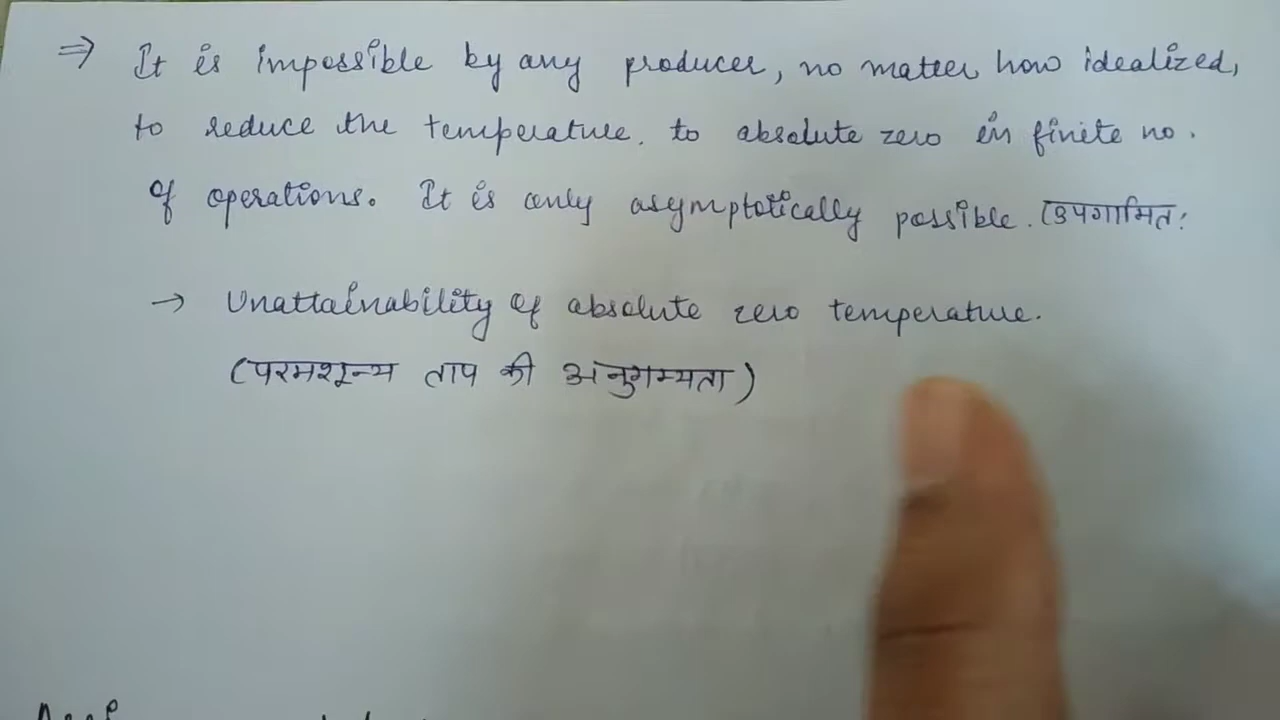 ⇒ It is impossible by any producer, no matter how idealized,
to reduce the temperature. to absolute zero in finite no.
of operations. It is only asymptotically possible. (उपगामित:
→ Unattainability of absolute zero temperature.
(परमशून्य ताप की अनुगम्यता)